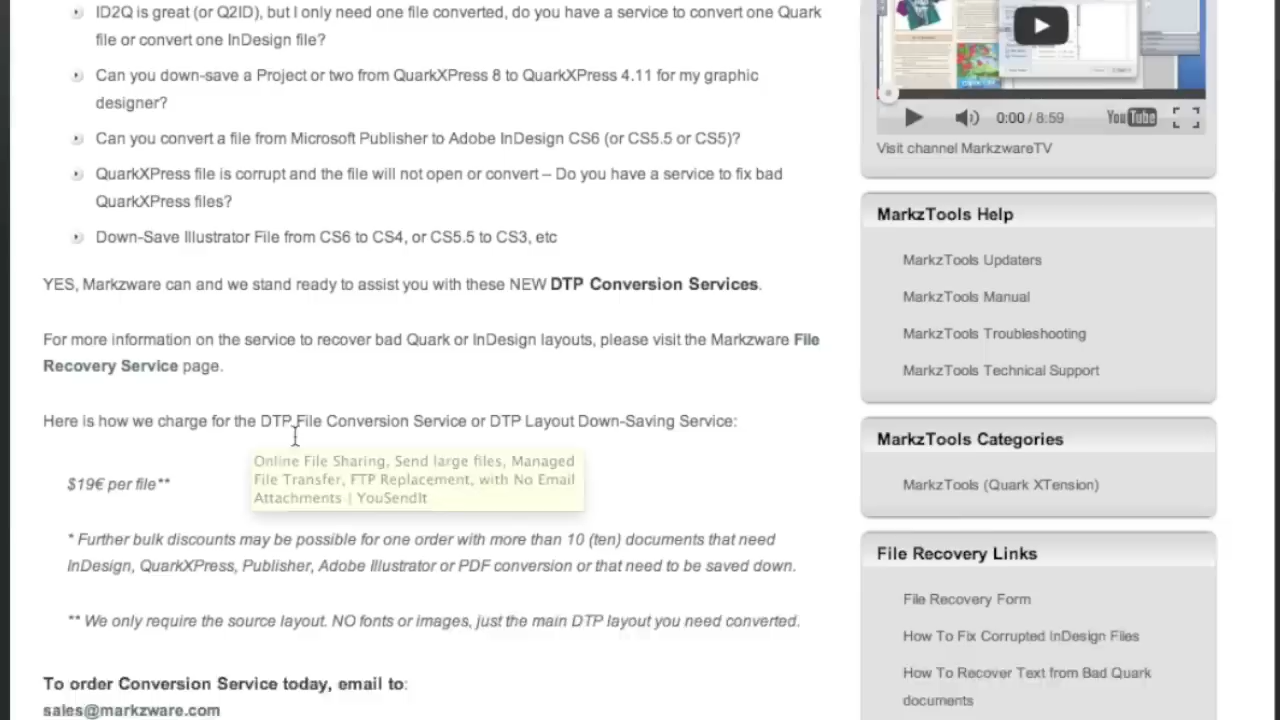 ID2Q is great (or Q2ID), but I only need one file converted, do you have a service to convert one Quark
file or convert one InDesign file?
Can you down-save a Project or two from QuarkXPress 8 to QuarkXPress 4.11 for my graphic
designer?
Can you convert a file from Microsoft Publisher to Adobe InDesign CS6 (or CS5.5 or CS5)?
QuarkXPress file is corrupt and the file will not open or convert – Do you have a service to fix bad
QuarkXPress files?
Down-Save Illustrator File from CS6 to CS4, or CS5.5 to CS3, etc
YES, Markzware can and we stand ready to assist you with these NEW DTP Conversion Services.
For more information on the service to recover bad Quark or InDesign layouts, please visit the Markzware File
Recovery Service page.
Here is how we charge for the DTP File Conversion Service or DTP Layout Down-Saving Service:
Online File Sharing, Send large files, Managed
File Transfer, FTP Replacement, with No Email
Attachments | YouSendIt
$19€ per file**
* Further bulk discounts may be possible for one order with more than 10 (ten) documents that need
InDesign, QuarkXPress, Publisher, Adobe Illustrator or PDF conversion or that need to be saved down.
** We only require the source layout. NO fonts or images, just the main DTP layout you need converted.
To order Conversion Service today, email to:
sales@markzware.com
0:00 / 8:59
YouTube
Visit channel MarkzwareTV
MarkzTools Help
MarkzTools Updaters
MarkzTools Manual
MarkzTools Troubleshooting
MarkzTools Technical Support
MarkzTools Categories
MarkzTools (Quark XTension)
File Recovery Links
File Recovery Form
How To Fix Corrupted InDesign Files
How To Recover Text from Bad Quark
documents